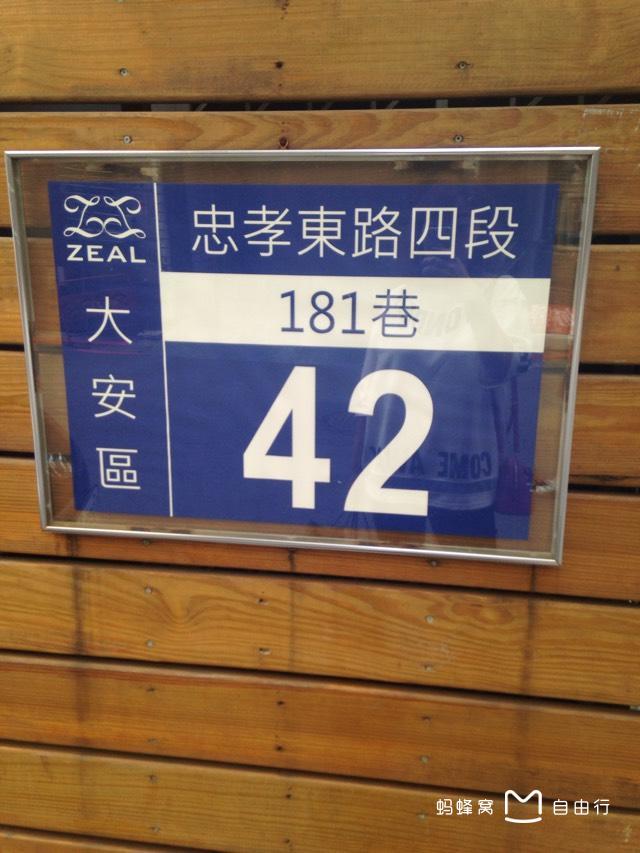 ZEAL
大安區
忠孝東路四段
181巷
42
COME A
蚂蜂窝 自由行